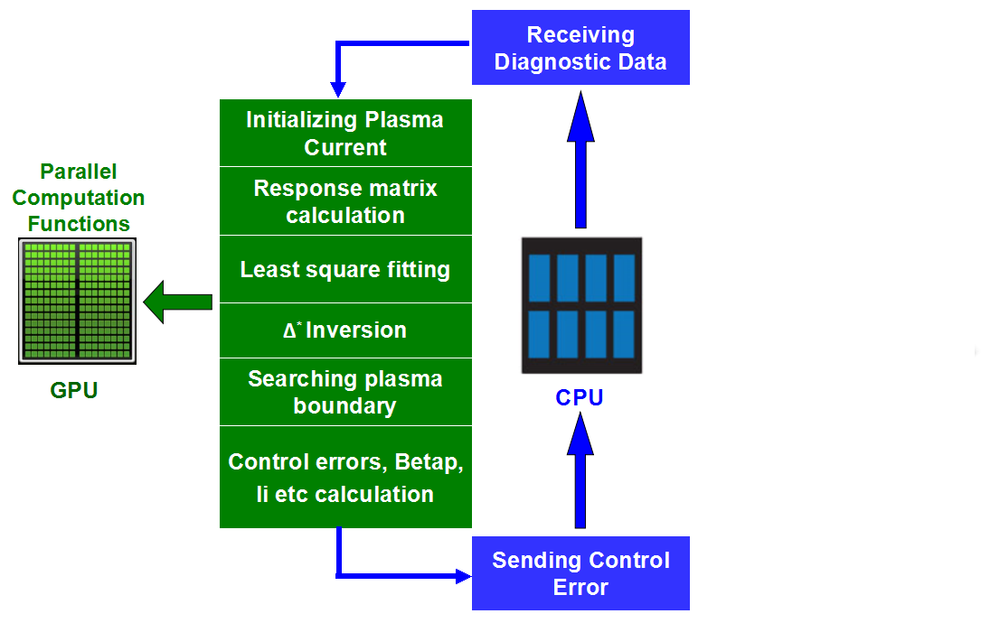 Receiving
Diagnostic Data
Initializing Plasma
Current
Parallel
Computation
Functions
Response matrix
calculation
Least square fitting
Δ* Inversion
Searching plasma
boundary
GPU
CPU
Control errors, Betap,
li etc calculation
Sending Control
Error